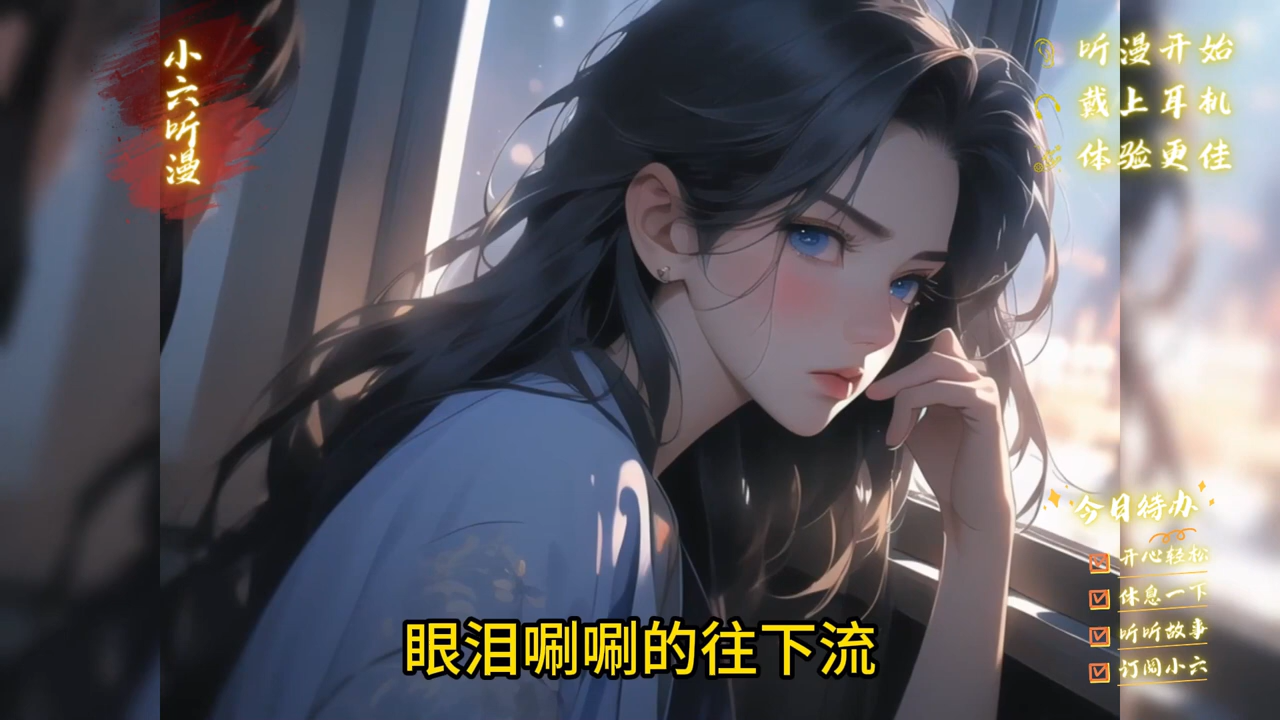 小六听漫
听漫开始
戴上耳机
体验更佳
今日待办
开心轻松
休息一下
听听故事
订阅小六
眼泪唰唰的往下流